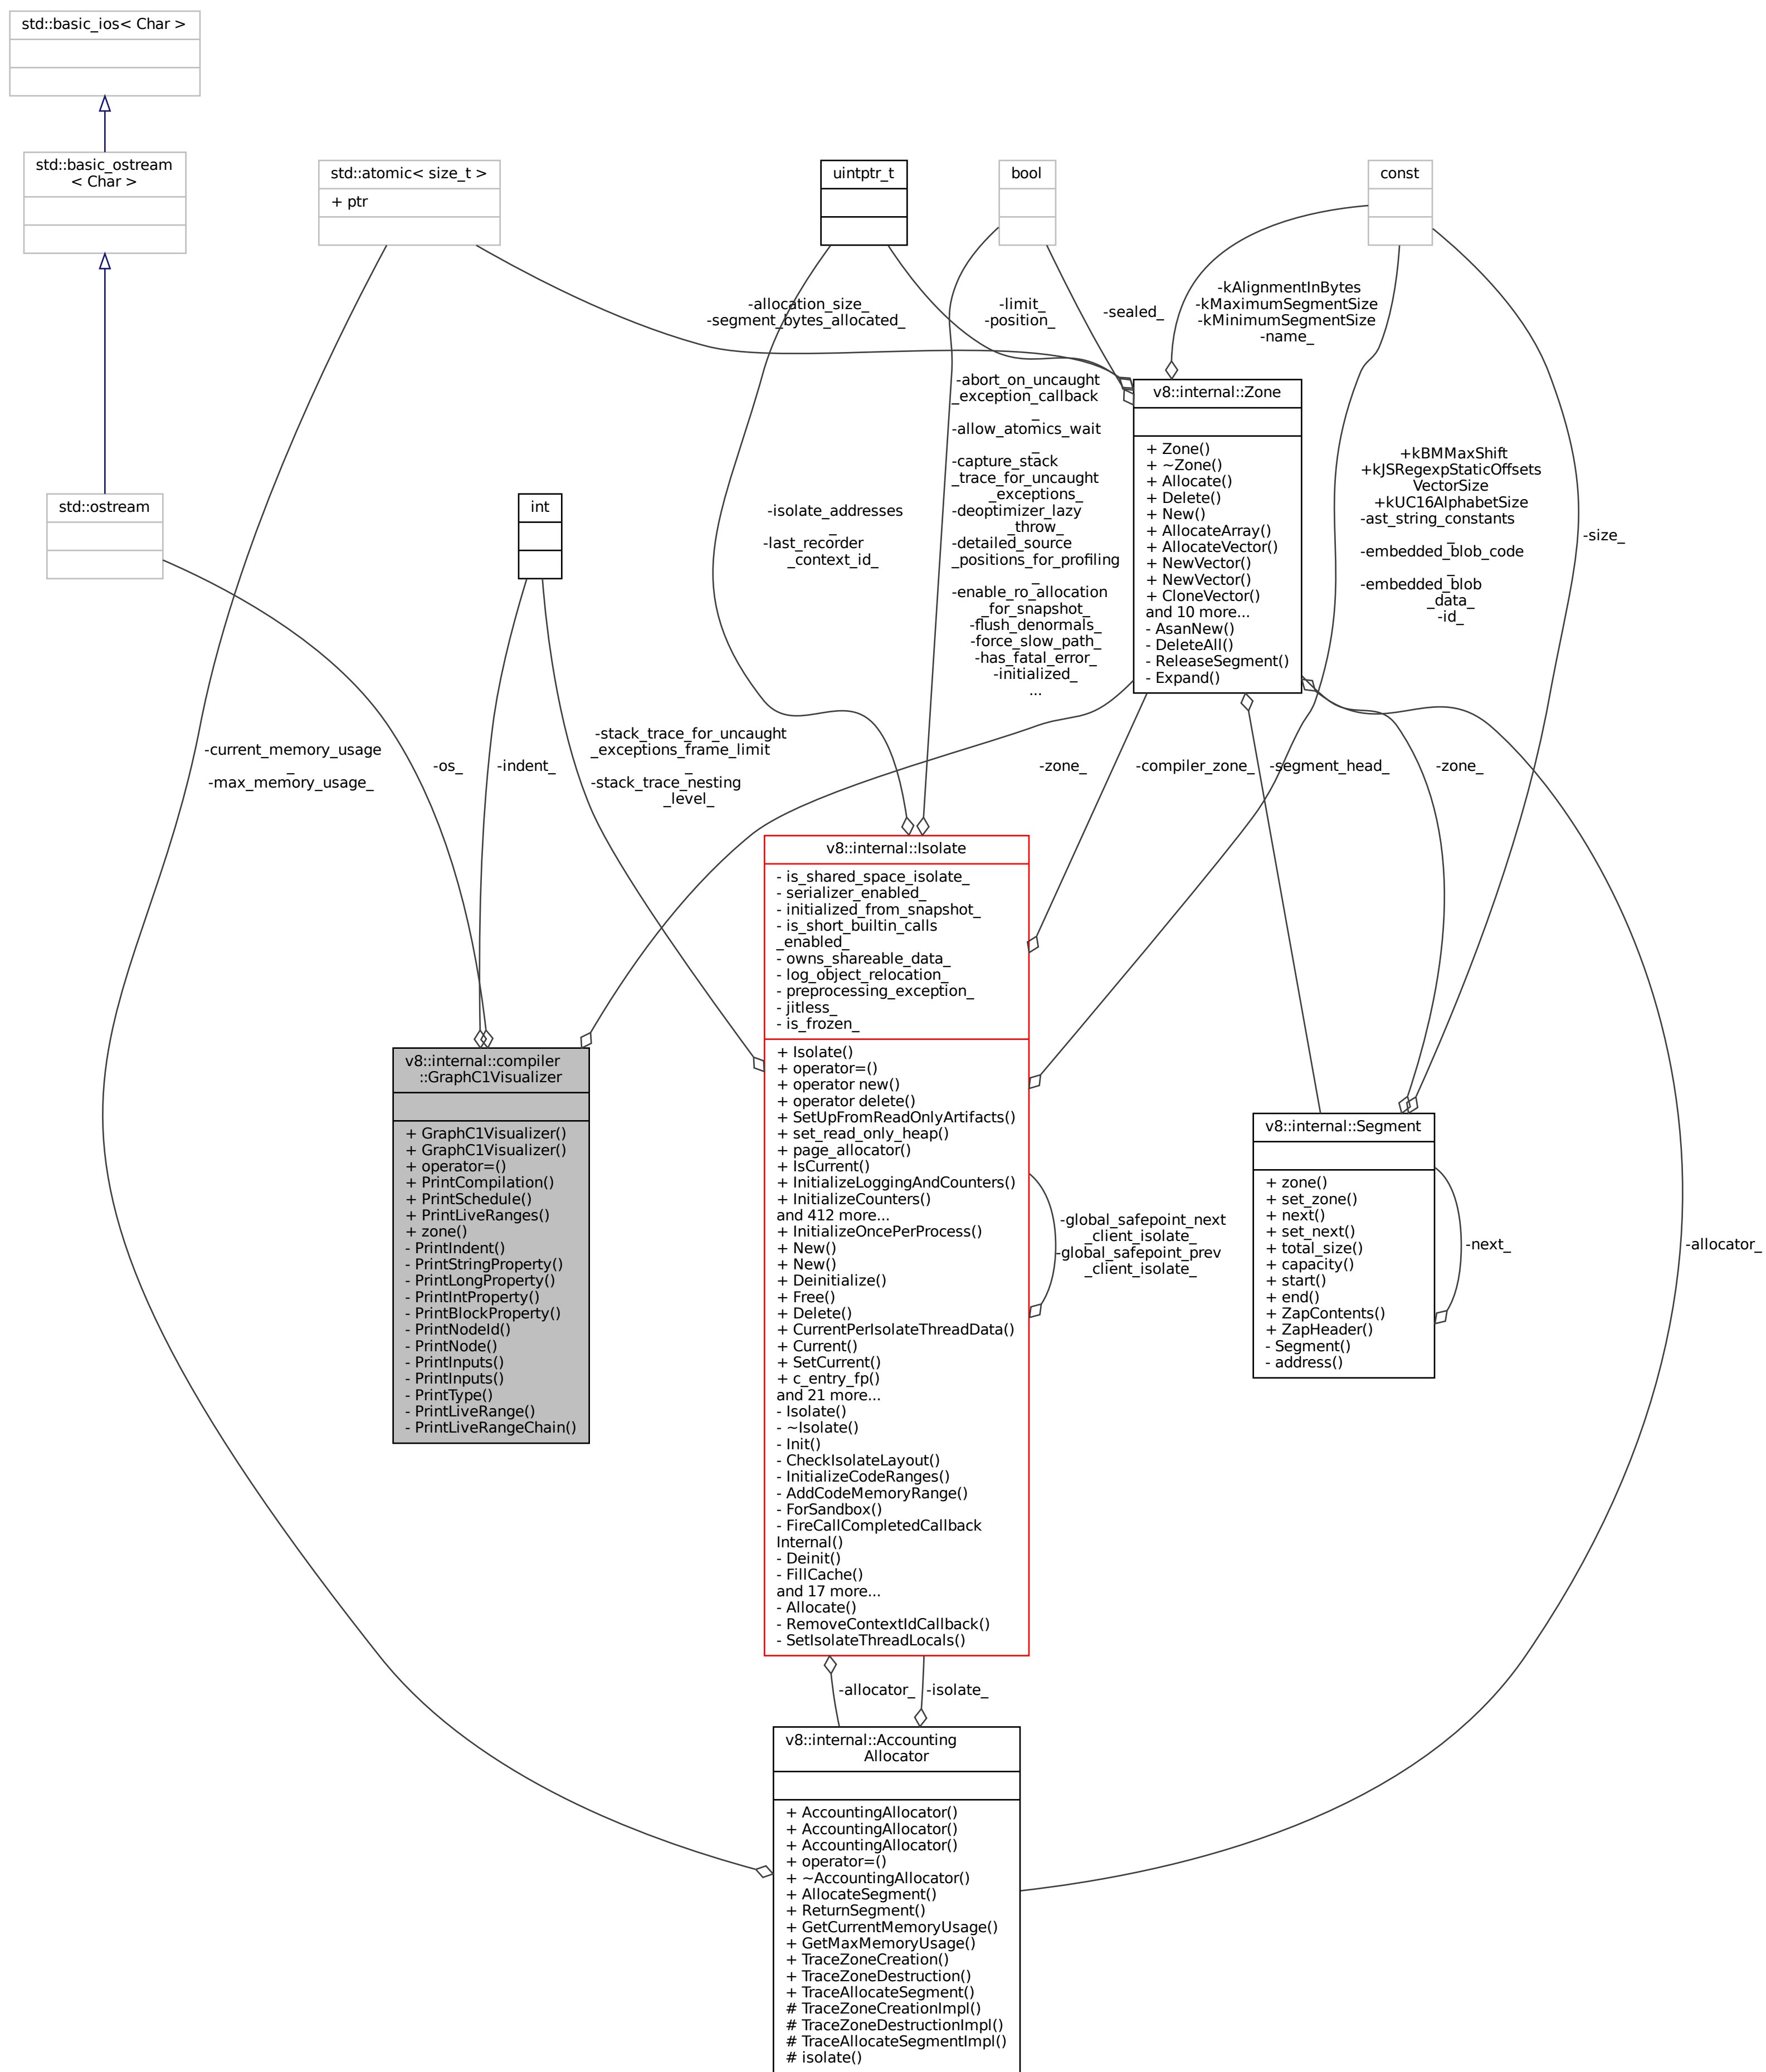 std::basic_ios< Char >
std::basic_ostream
< Char >
std::atomic< size_t >
+ ptr
uintptr_t
bool
const
-allocation_size_
-segment_bytes_allocated_
-limit_
-position_
-sealed_
-kAlignmentInBytes
-kMaximumSegmentSize
-kMinimumSegmentSize
-name_
std::ostream
int
-isolate_addresses
_
-last_recorder
_context_id_
-abort_on_uncaught
_exception_callback
_
-allow_atomics_wait
_
-capture_stack
_trace_for_uncaught
_exceptions_
-deoptimizer_lazy
_throw_
-detailed_source
_positions_for_profiling
_
-enable_ro_allocation
_for_snapshot_
-flush_denormals_
-force_slow_path_
-has_fatal_error_
-initialized_
...
v8::internal::Zone
+ Zone()
+ ~Zone()
+ Allocate()
+ Delete()
+ New()
+ AllocateArray()
+ AllocateVector()
+ NewVector()
+ NewVector()
+ CloneVector()
and 10 more...
- AsanNew()
- DeleteAll()
- ReleaseSegment()
- Expand()
+kBMMaxShift
+kJSRegexpStaticOffsets
VectorSize
+kUC16AlphabetSize
-ast_string_constants
_
-embedded_blob_code
_
-embedded_blob
_data_
-id_
-size_
-current_memory_usage
_
-max_memory_usage_
-os_
-indent_
-stack_trace_for_uncaught
_exceptions_frame_limit
_
-stack_trace_nesting
_level_
-zone_
-compiler_zone_
-segment_head_
-zone_
v8::internal::compiler
::GraphC1Visualizer
+ GraphC1Visualizer()
+ GraphC1Visualizer()
+ operator=()
+ PrintCompilation()
+ PrintSchedule()
+ PrintLiveRanges()
+ zone()
- PrintIndent()
- PrintStringProperty()
- PrintLongProperty()
- PrintIntProperty()
- PrintBlockProperty()
- PrintNodeId()
- PrintNode()
- PrintInputs()
- PrintInputs()
- PrintType()
- PrintLiveRange()
- PrintLiveRangeChain()
v8::internal::Isolate
- is_shared_space_isolate_
- serializer_enabled_
- initialized_from_snapshot_
- is_short_builtin_calls
_enabled_
- owns_shareable_data_
- log_object_relocation_
- preprocessing_exception_
- jitless_
- is_frozen_
+ Isolate()
+ operator=()
+ operator new()
+ operator delete()
+ SetUpFromReadOnlyArtifacts()
+ set_read_only_heap()
+ page_allocator()
+ IsCurrent()
+ InitializeLoggingAndCounters()
+ InitializeCounters()
and 412 more...
+ InitializeOncePerProcess()
+ New()
+ New()
+ Deinitialize()
+ Free()
+ Delete()
+ CurrentPerIsolateThreadData()
+ Current()
+ SetCurrent()
+ c_entry_fp()
and 21 more...
- Isolate()
- ~Isolate()
- Init()
- CheckIsolateLayout()
- InitializeCodeRanges()
- AddCodeMemoryRange()
- ForSandbox()
- FireCallCompletedCallback
Internal()
- Deinit()
- FillCache()
and 17 more...
- Allocate()
- RemoveContextIdCallback()
- SetIsolateThreadLocals()
-global_safepoint_next
_client_isolate_
-global_safepoint_prev
_client_isolate_
v8::internal::Segment
+ zone()
+ set_zone()
+ next()
+ set_next()
+ total_size()
+ capacity()
+ start()
+ end()
+ ZapContents()
+ ZapHeader()
- Segment()
- address()
-next_
-allocator_
-allocator_
-isolate_
v8::internal::Accounting
Allocator
+ AccountingAllocator()
+ AccountingAllocator()
+ AccountingAllocator()
+ operator=()
+ ~AccountingAllocator()
+ AllocateSegment()
+ ReturnSegment()
+ GetCurrentMemoryUsage()
+ GetMaxMemoryUsage()
+ TraceZoneCreation()
+ TraceZoneDestruction()
+ TraceAllocateSegment()
# TraceZoneCreationImpl()
# TraceZoneDestructionImpl()
# TraceAllocateSegmentImpl()
# isolate()